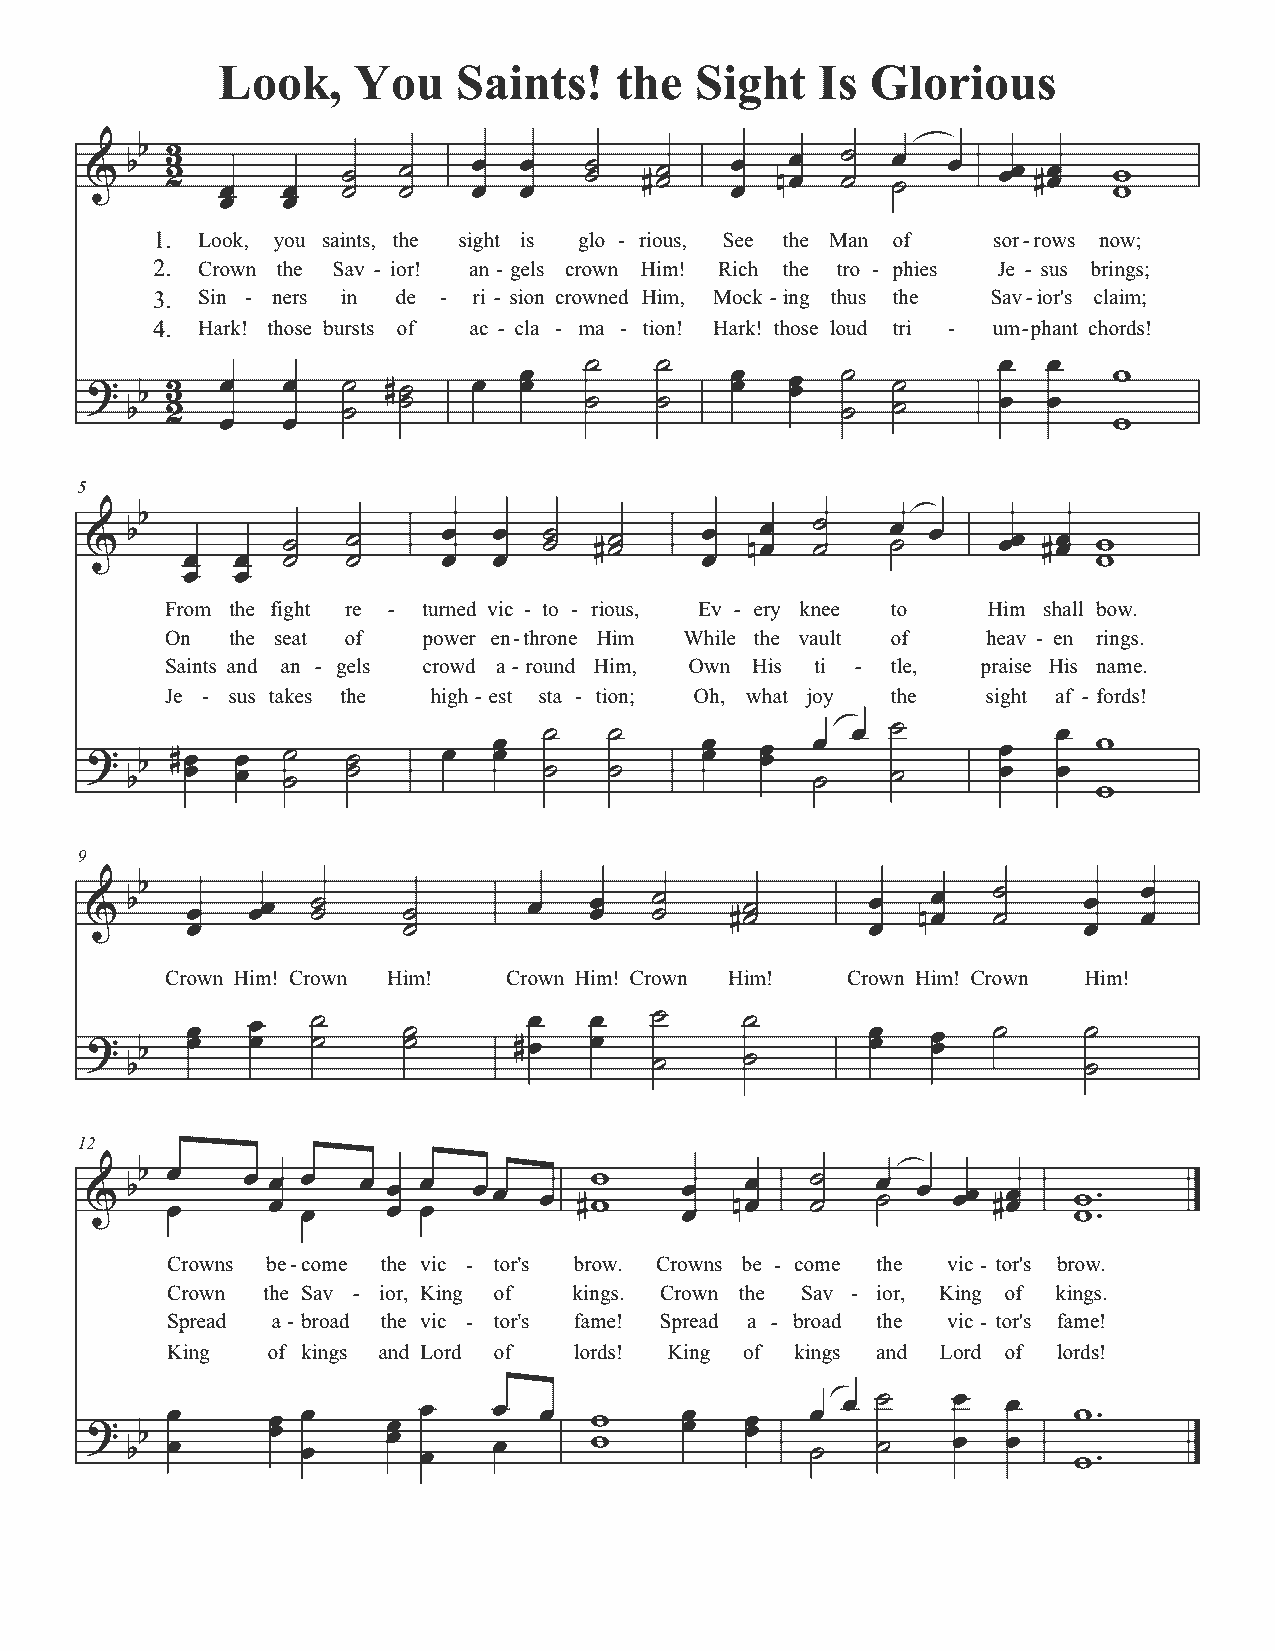 Look, You Saints! the Sight Is Glorious
1. Look, you saints, the sight is glo - rious, See the Man of sor - rows now;
2. Crown the Sav - ior! an - gels crown Him! Rich the tro - phies Je - sus brings;
3. Sin - ners in de - ri - sion crowned Him, Mock - ing thus the Sav - ior's claim;
4. Hark! those bursts of ac - cla - ma - tion! Hark! those loud tri - um - phant chords!
5
From the fight re - turned vic - to - rious, Ev - ery knee to Him shall bow.
On the seat of power en - throne Him While the vault of heav - en rings.
Saints and an - gels crowd a - round Him, Own His ti - tle, praise His name.
Je - sus takes the high - est sta - tion; Oh, what joy the sight af - fords!
9
Crown Him! Crown Him! Crown Him! Crown Him! Crown Him! Crown Him!
12
Crowns be - come the vic - tor's brow. Crowns be - come the vic - tor's brow.
Crown the Sav - ior, King of kings. Crown the Sav - ior, King of kings.
Spread a - broad the vic - tor's fame! Spread a - broad the vic - tor's fame!
King of kings and Lord of lords! King of kings and Lord of lords!